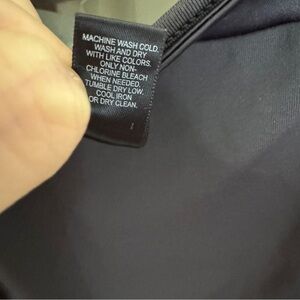 MACHINE WASH COLD.
WASH AND DRY
WITH LIKE COLORS.
ONLY NON-
CHLORINE BLEACH
WHEN NEEDED.
TUMBLE DRY LOW.
COOL IRON
OR DRY CLEAN.